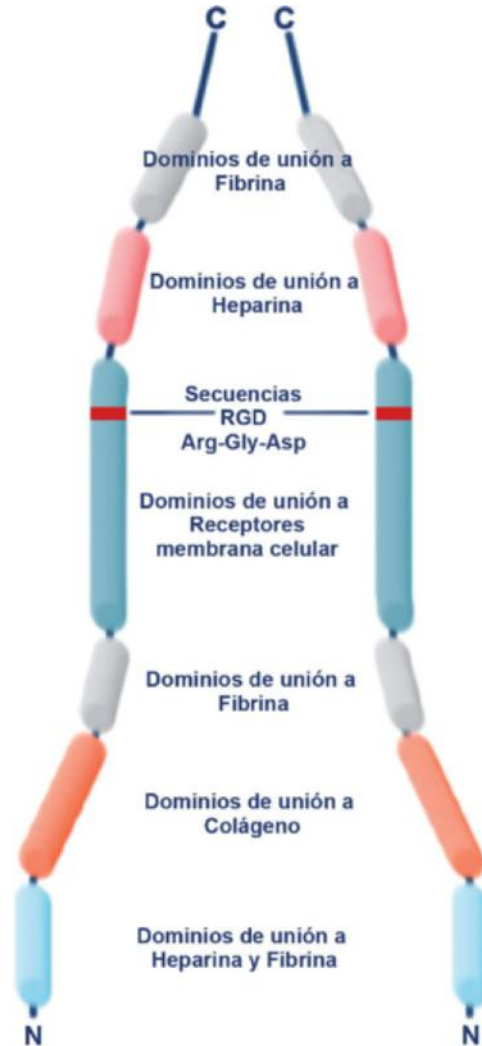 C C
Dominios de unión a
Fibrina
Dominios de unión a
Heparina
Secuencias
RGD
Arg-Gly-Asp
Dominios de unión a
Receptores
membrana celular
Dominios de unión a
Fibrina
Dominios de unión a
Colágeno
Dominios de unión a
Heparina y Fibrina
N N